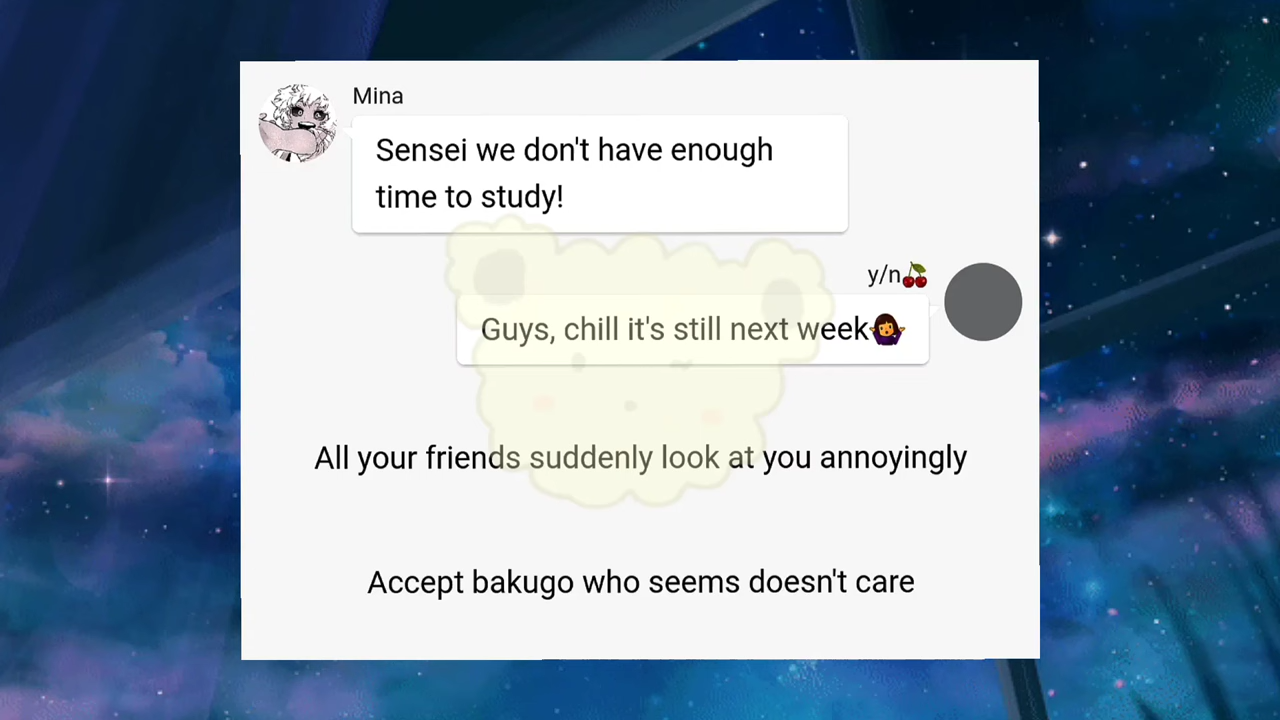 Mina
Sensei we don't have enough
time to study!
y/n🍒
Guys, chill it's still next week🤷‍♀️
All your friends suddenly look at you annoyingly
Accept bakugo who seems doesn't care